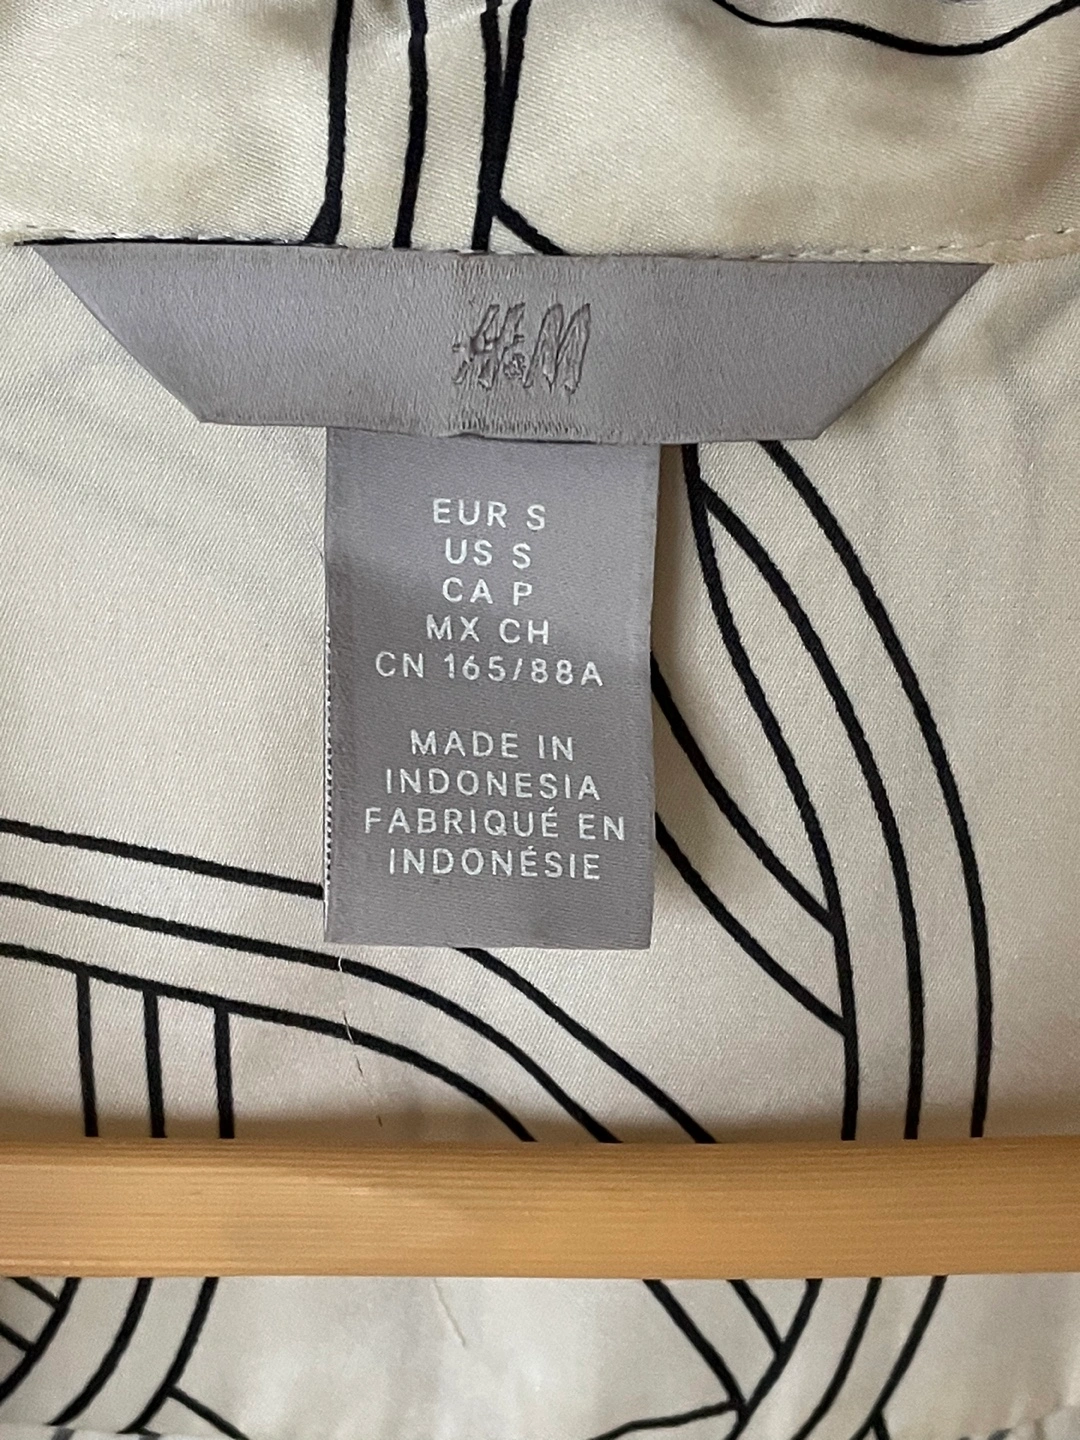 H&M
EUR S
US S
CA P
MX CH
CN 165/88A
MADE IN
INDONESIA
FABRIQUÉ EN
INDONÉSIE